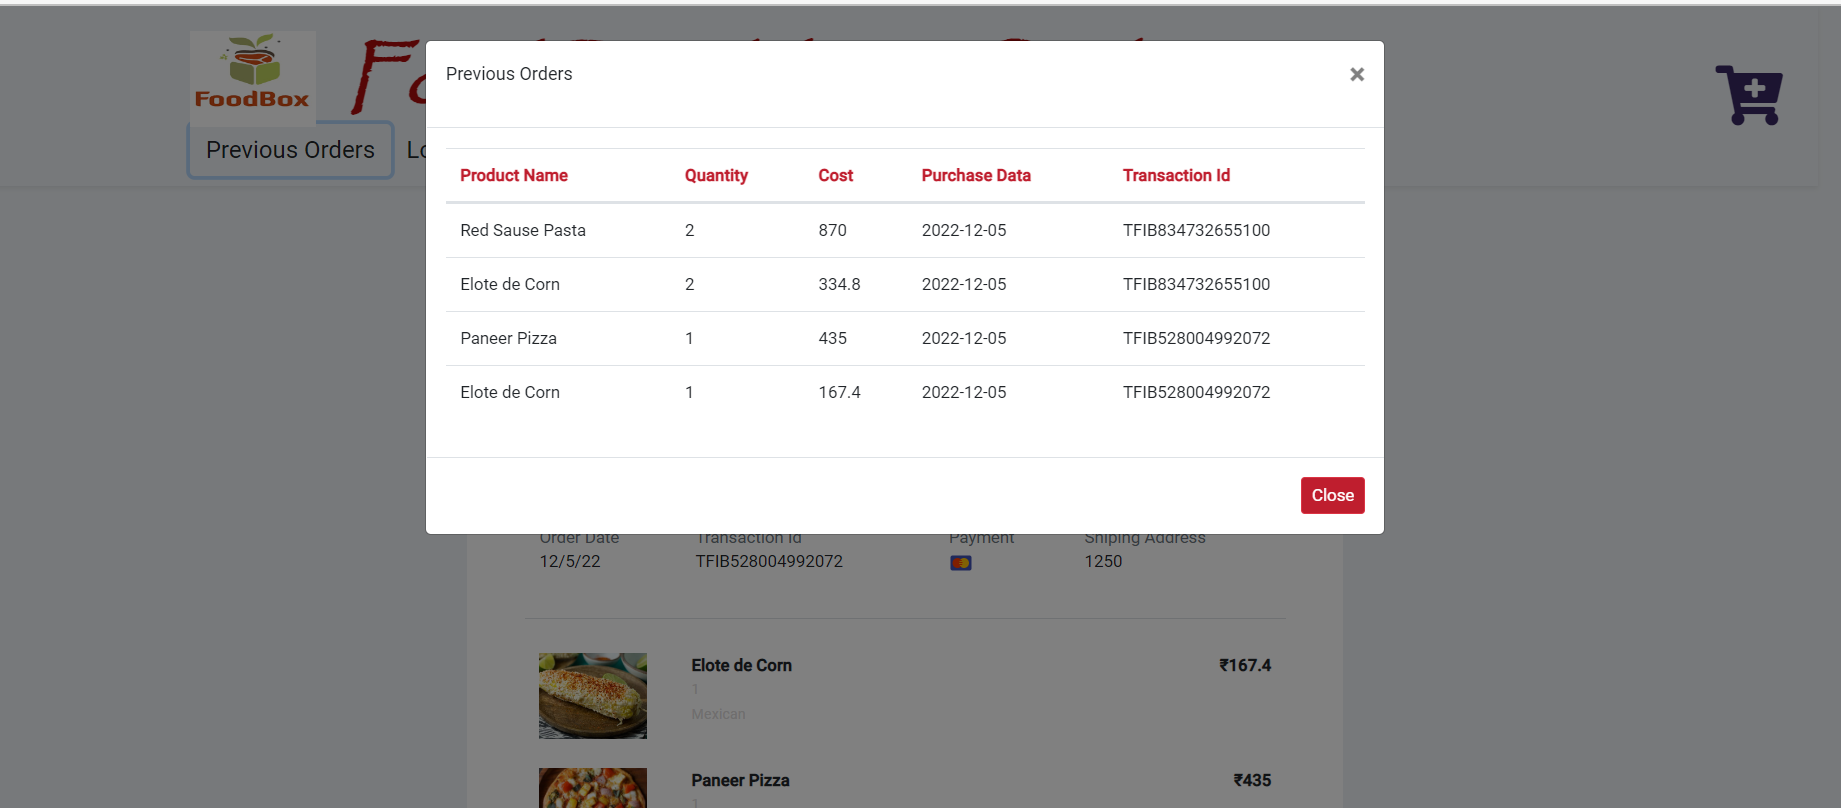 FoodBox
Previous Orders
Previous Orders ×
Product Name Quantity Cost Purchase Data Transaction Id
Red Sause Pasta 2 870 2022-12-05 TFIB834732655100
Elote de Corn 2 334.8 2022-12-05 TFIB834732655100
Paneer Pizza 1 435 2022-12-05 TFIB528004992072
Elote de Corn 1 167.4 2022-12-05 TFIB528004992072
Close
Order Date Transaction Id Payment Shiping Address
12/5/22 TFIB528004992072 1250
Elote de Corn ₹167.4
1
Mexican
Paneer Pizza ₹435
1